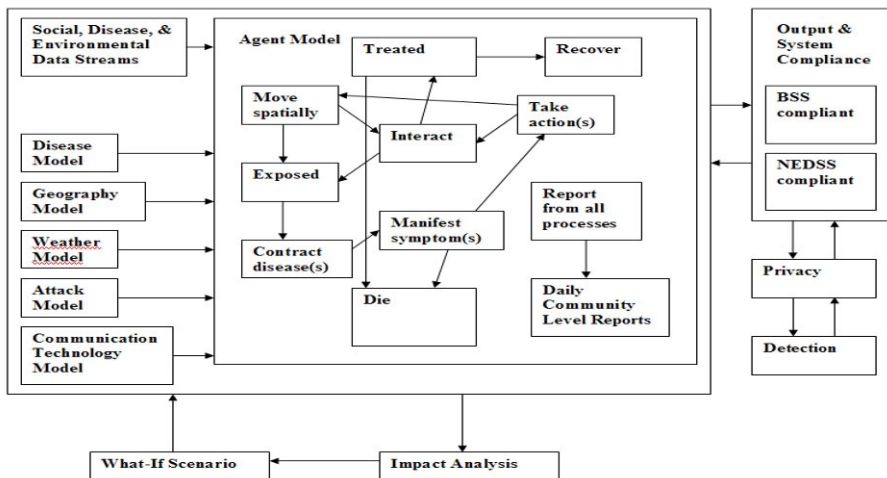 Social, Disease, &
Environmental
Data Streams
Disease
Model
Geography
Model
Weather
Model
Attack
Model
Communication
Technology
Model
Agent Model
Treated
Recover
Move
spatially
Interact
Take
action(s)
Exposed
Contract
disease(s)
Manifest
symptom(s)
Report
from all
processes
Die
Daily
Community
Level Reports
Output &
System
Compliance
BSS
compliant
NEDSS
compliant
Privacy
Detection
What-If Scenario
Impact Analysis